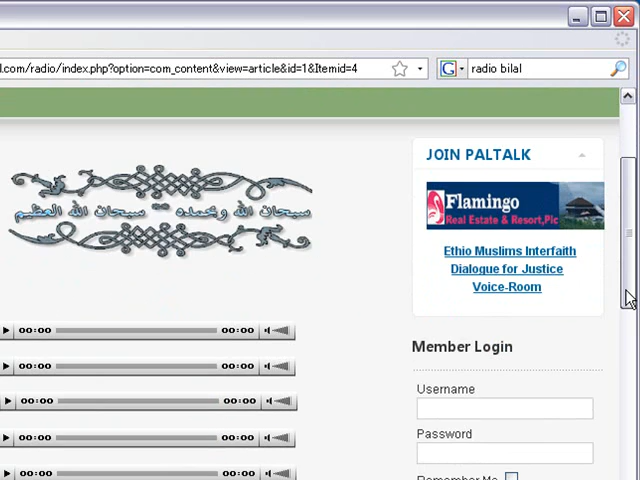 l.com/radio/index.php?option=com_content&view=article&id=1&Itemid=4
radio bilal
JOIN PALTALK
سبحان الله وبحمده ** سبحان الله العظيم
Flamingo
Real Estate & Resort,Plc
Ethio Muslims Interfaith
Dialogue for Justice
Voice-Room
00:00 00:00
Member Login
00:00 00:00
Username
00:00 00:00
Password
00:00 00:00
00:00 00:00
Remember Me